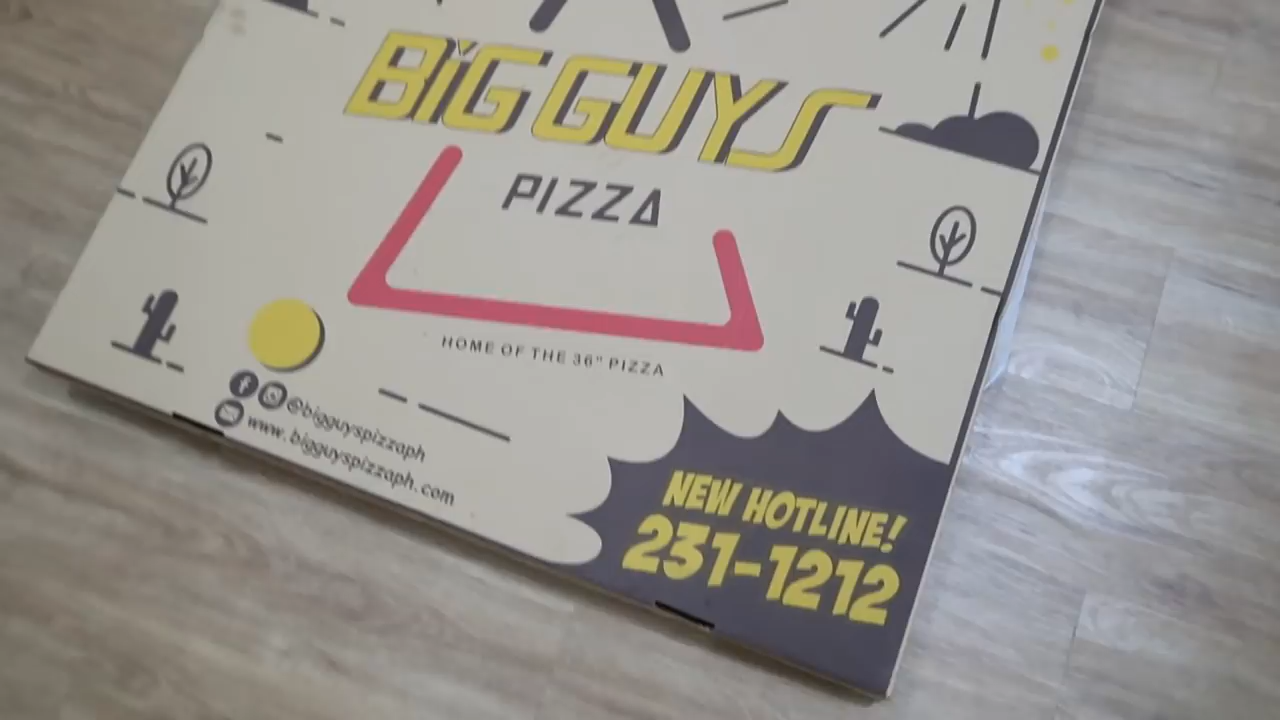 BIG GUYS
PIZZA
HOME OF THE 36" PIZZA
@bigguyspizzaph
www.bigguyspizzaph.com
NEW HOTLINE!
231-1212